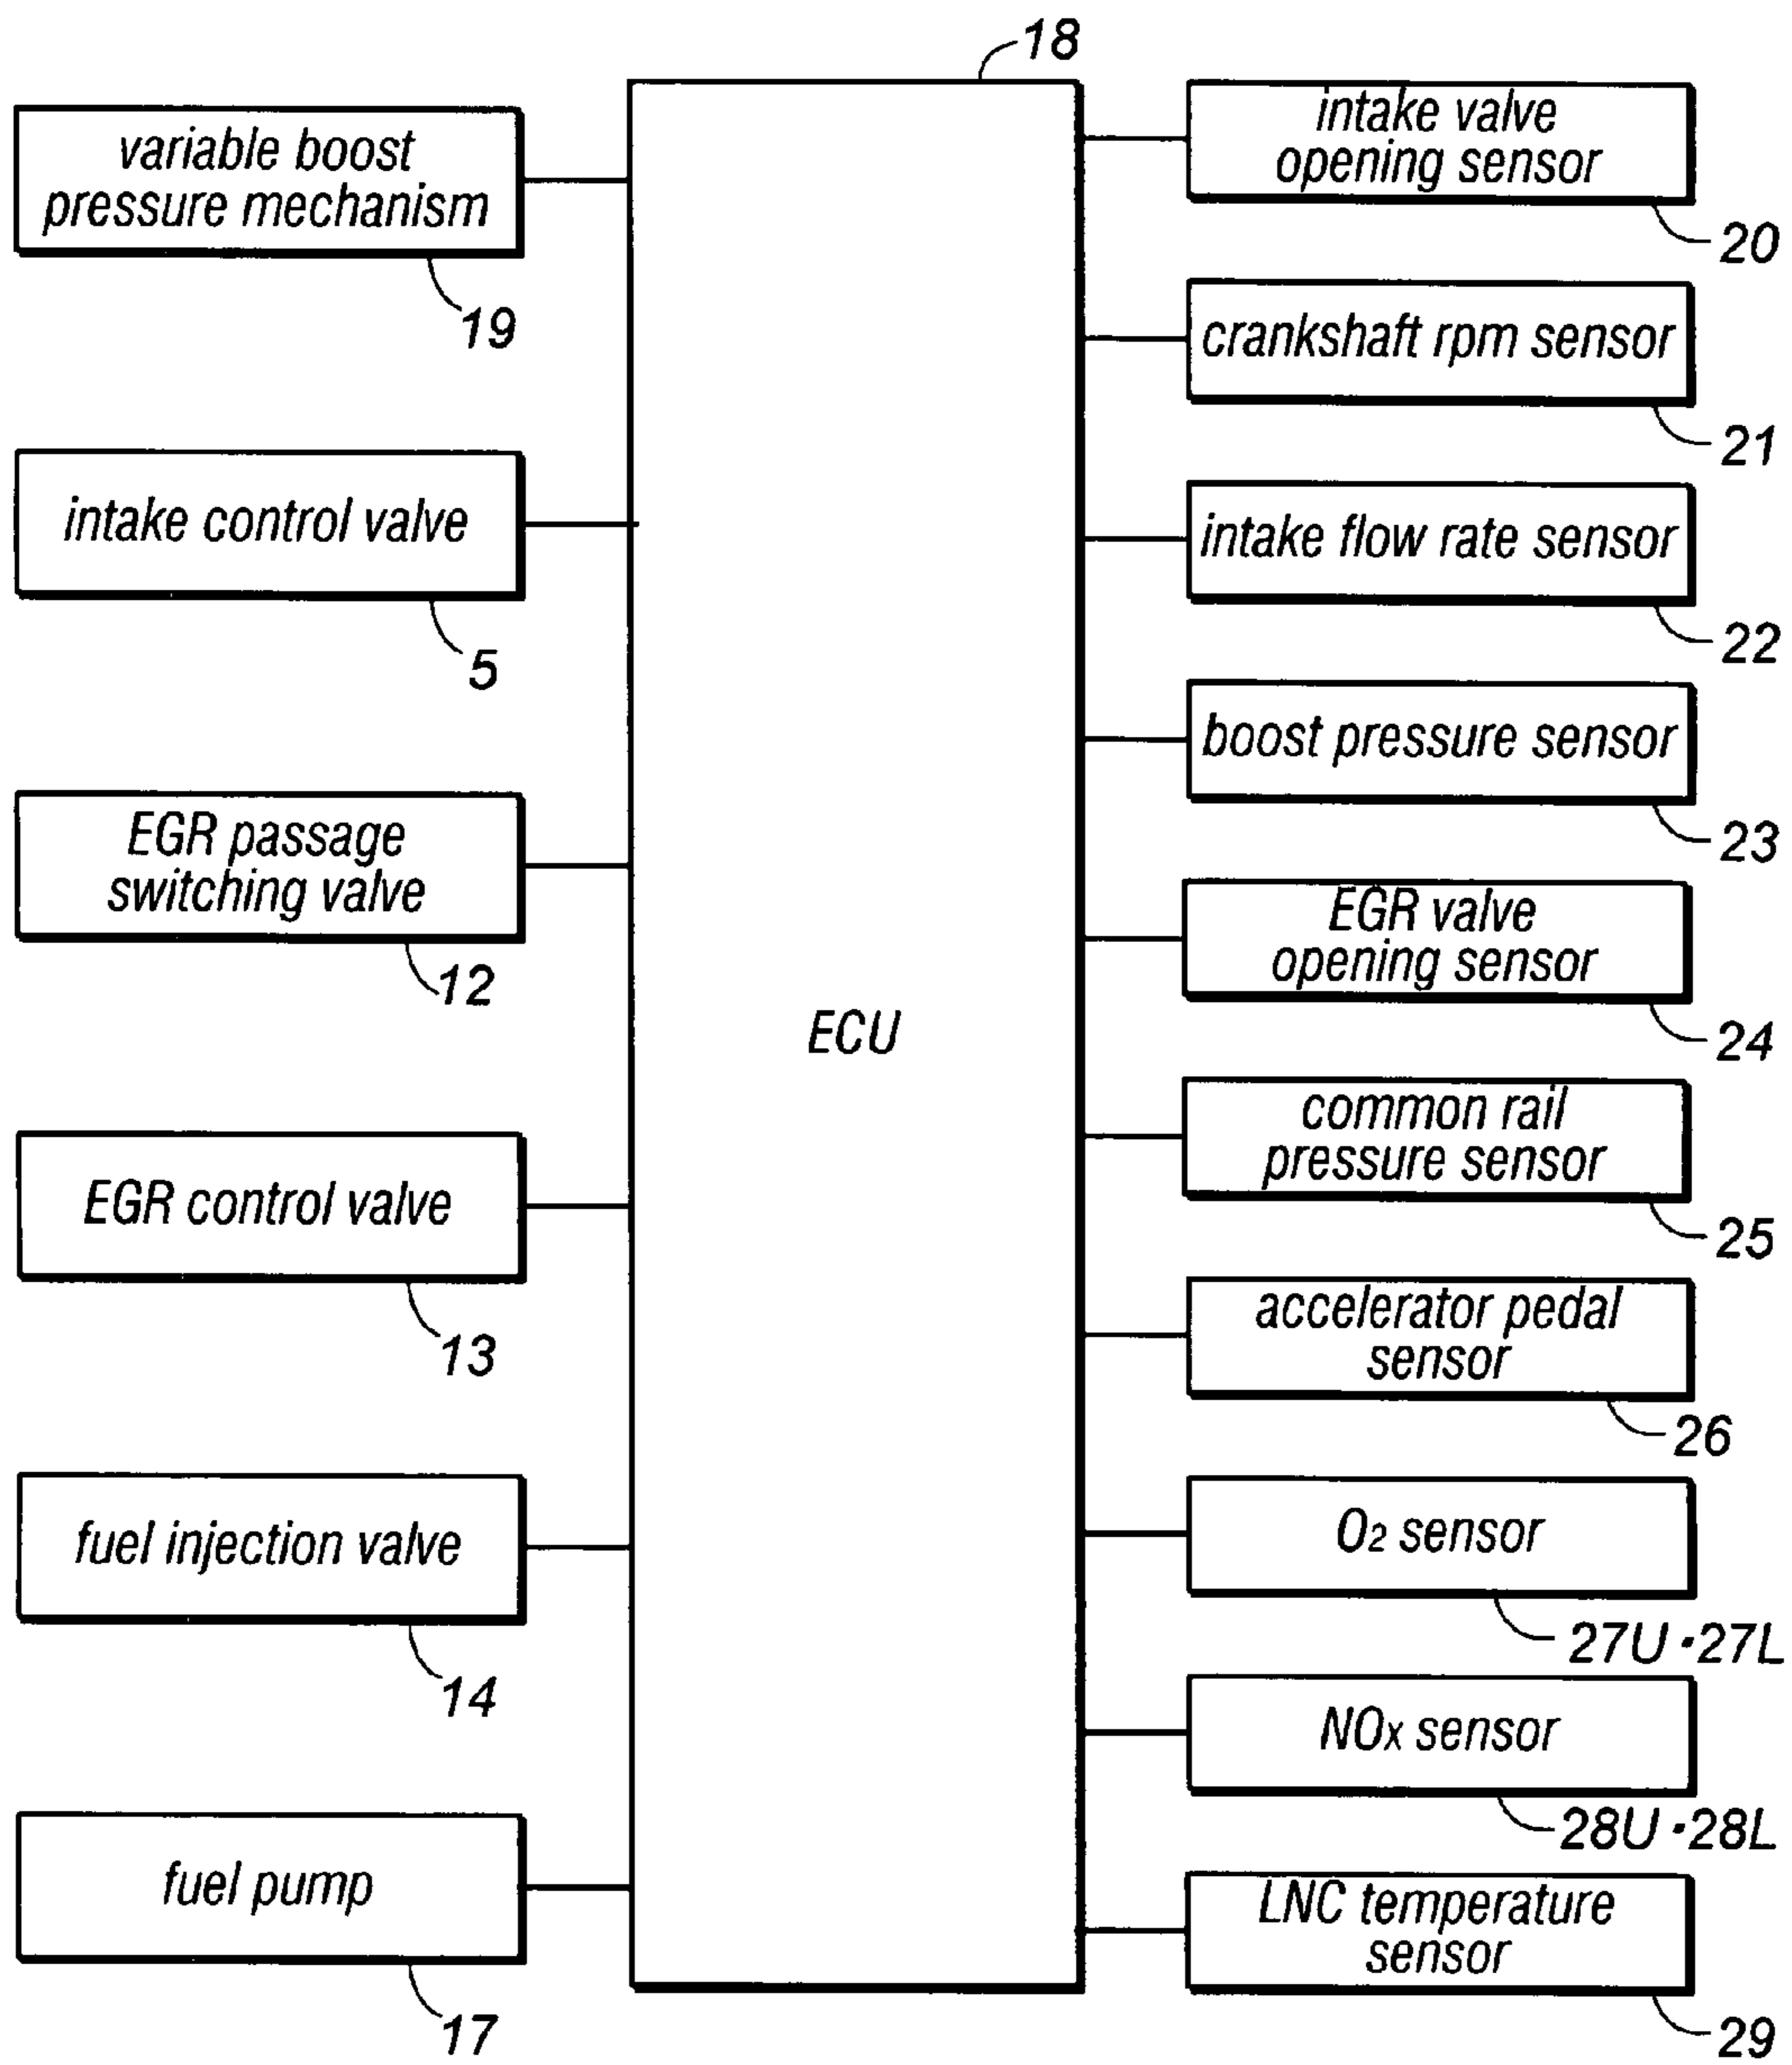 18
variable boost
pressure mechanism
19
intake control valve
5
EGR passage
switching valve
12
EGR control valve
13
fuel injection valve
14
fuel pump
17
ECU
intake valve
opening sensor
20
crankshaft rpm sensor
21
intake flow rate sensor
22
boost pressure sensor
23
EGR valve
opening sensor
24
common rail
pressure sensor
25
accelerator pedal
sensor
26
O₂ sensor
27U・27L
NOx sensor
28U・28L
LNC temperature
sensor
29